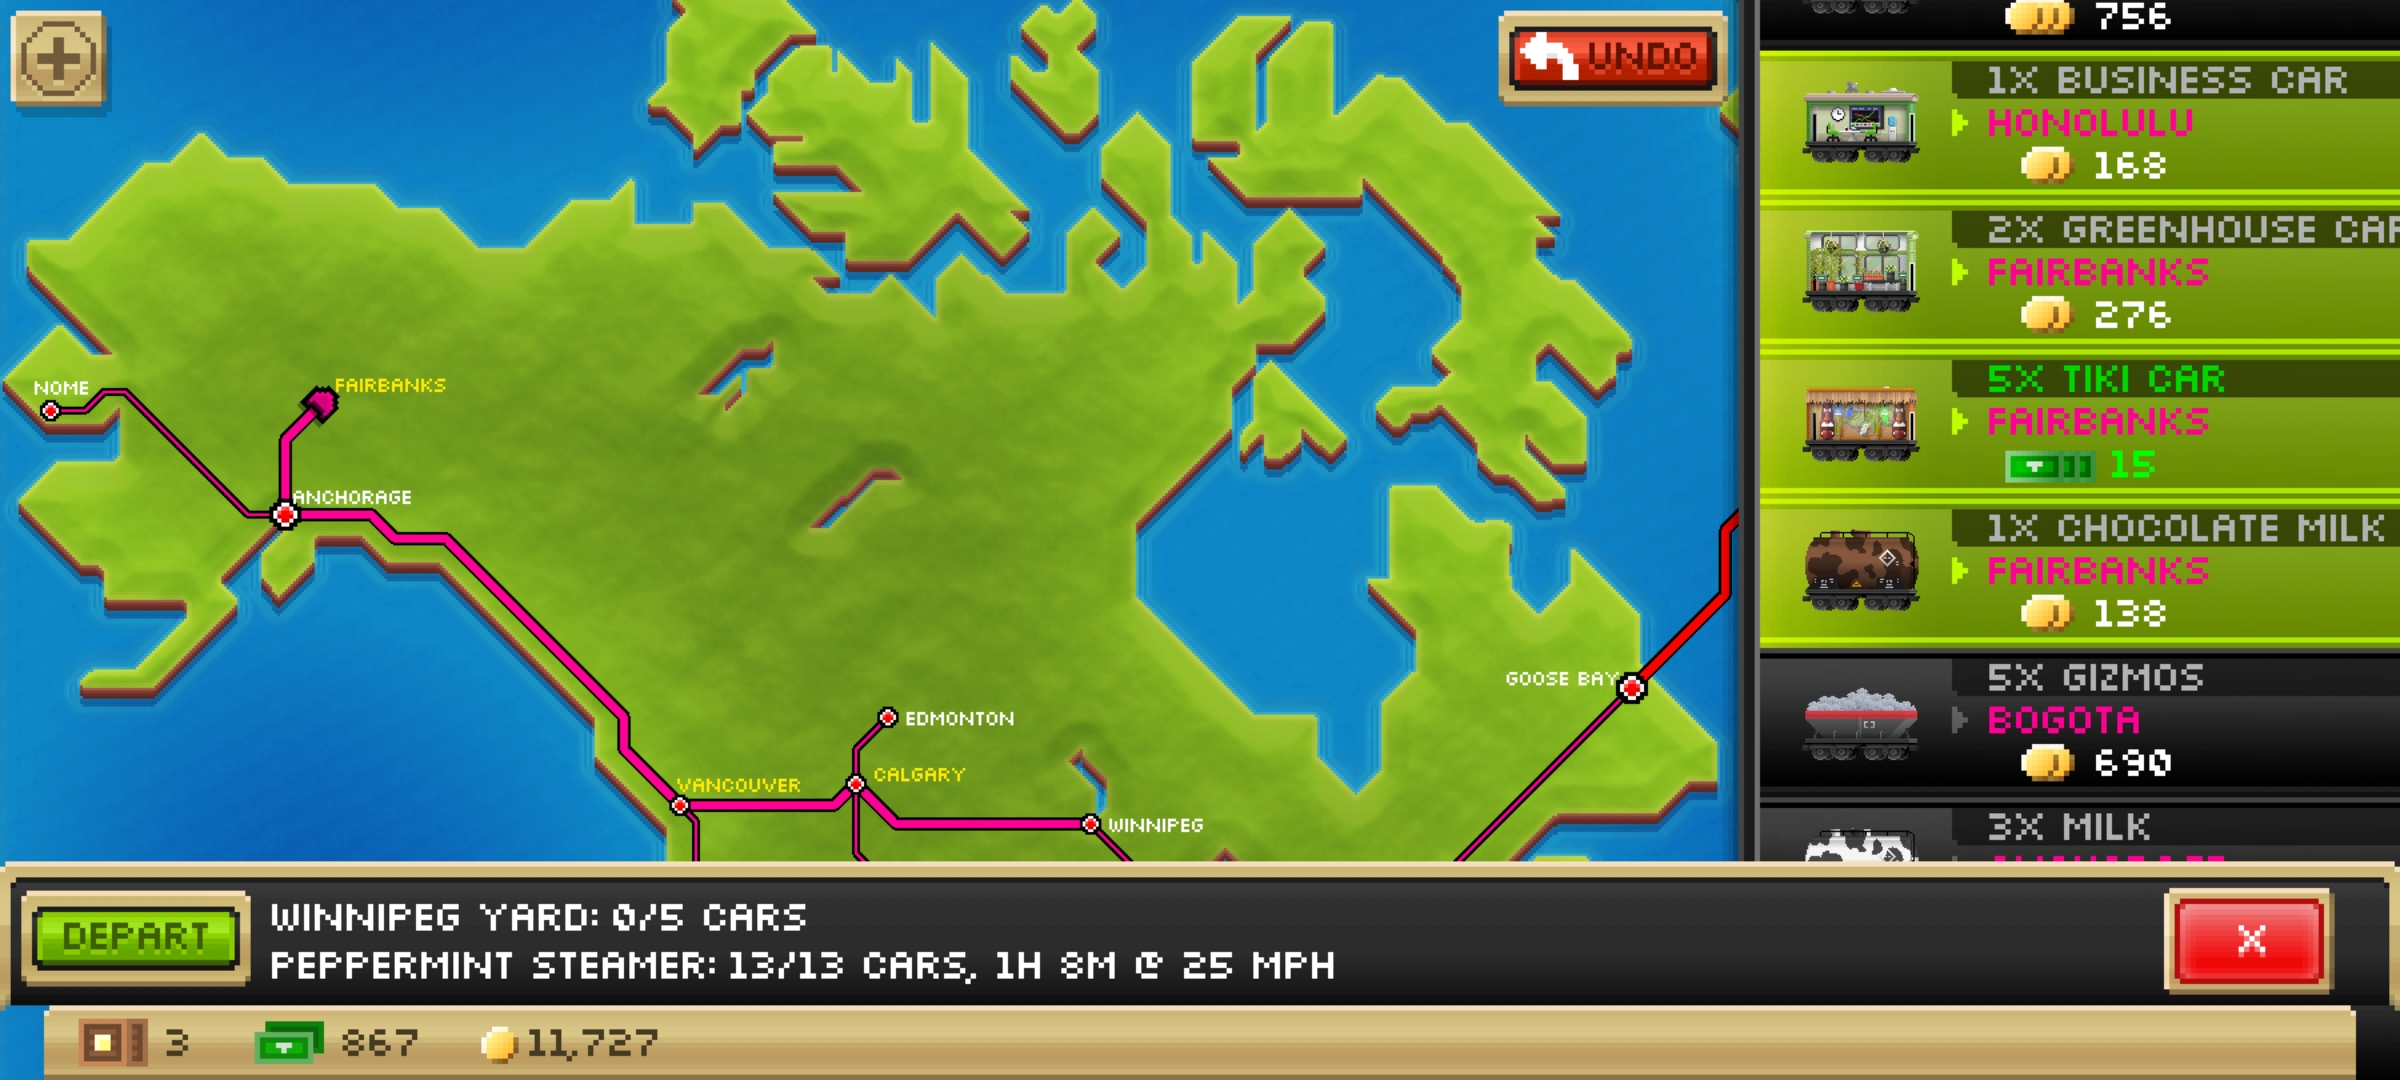 UNDO
756
1X BUSINESS CAR
HONOLULU
168
2X GREENHOUSE CAR
FAIRBANKS
276
5X TIKI CAR
FAIRBANKS
15
1X CHOCOLATE MILK
FAIRBANKS
138
5X GIZMOS
BOGOTA
690
3X MILK
NOME
FAIRBANKS
ANCHORAGE
GOOSE BAY
EDMONTON
CALGARY
VANCOUVER
WINNIPEG
DEPART
WINNIPEG YARD: 0/5 CARS
PEPPERMINT STEAMER: 13/13 CARS, 1H 8M @ 25 MPH
X
3
867
11,727